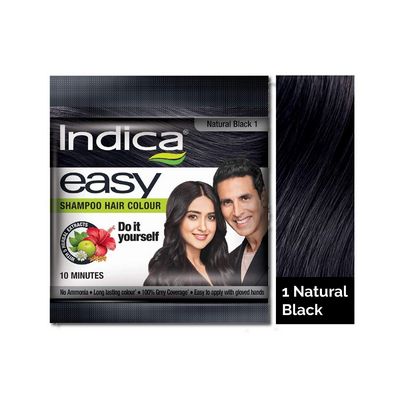 Natural Black 1
Indica®
easy
SHAMPOO HAIR COLOUR
Do it
yourself
10 MINUTES
No Ammonia • Long lasting colour* • 100% Grey Coverage* • Easy to apply with gloved hands
1 Natural
Black